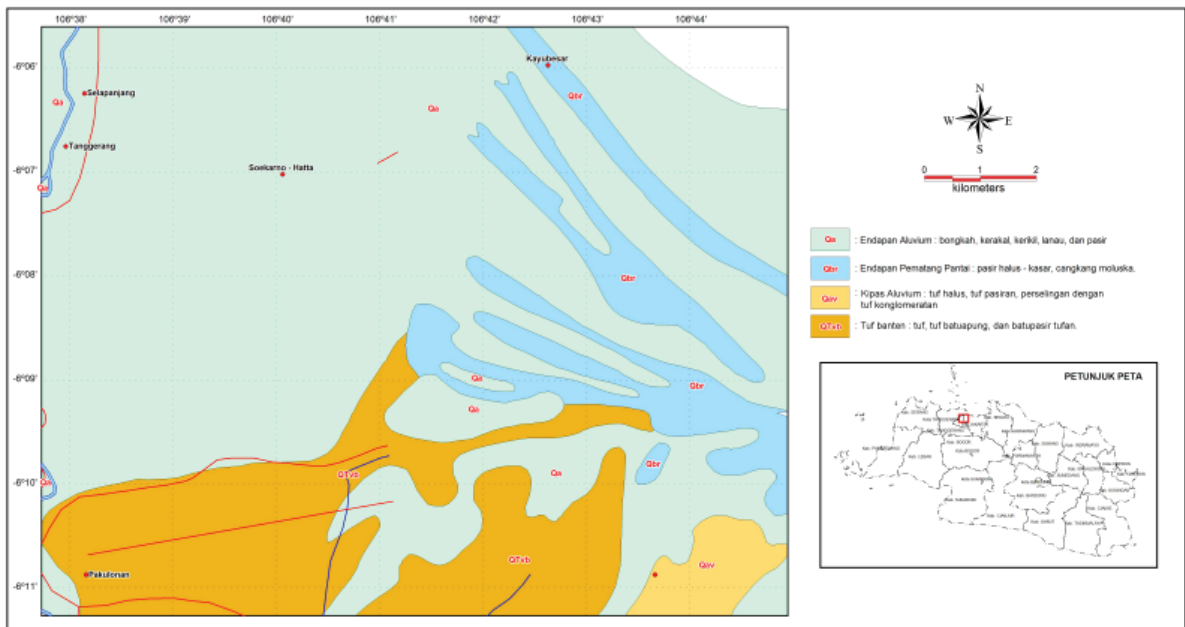 106°38' 106°39' 106°40' 106°41' 106°42' 106°43' 106°44'
-6°06'
-6°07'
-6°08'
-6°09'
-6°10'
-6°11'
Kayubesar
Selapanjang
Qa
Qa
Qbr
Tanggerang
Soekarno - Hatta
Qa
Qbr
Qa
Qbr
Qa
QTvb
Qa
Qbr
Qa
QTvb
Qav
Pakulonan
N
W E
S
0 1 2
kilometers
Qa : Endapan Aluvium : bongkah, kerakal, kerikil, lanau, dan pasir
Qbr : Endapan Pematang Pantai : pasir halus - kasar, cangkang moluska.
Qav : Kipas Aluvium : tuf halus, tuf pasiran, perselingan dengan
tuf konglomeratan
QTvb : Tuf banten : tuf, tuf batuapung, dan batupasir tufan.
PETUNJUK PETA